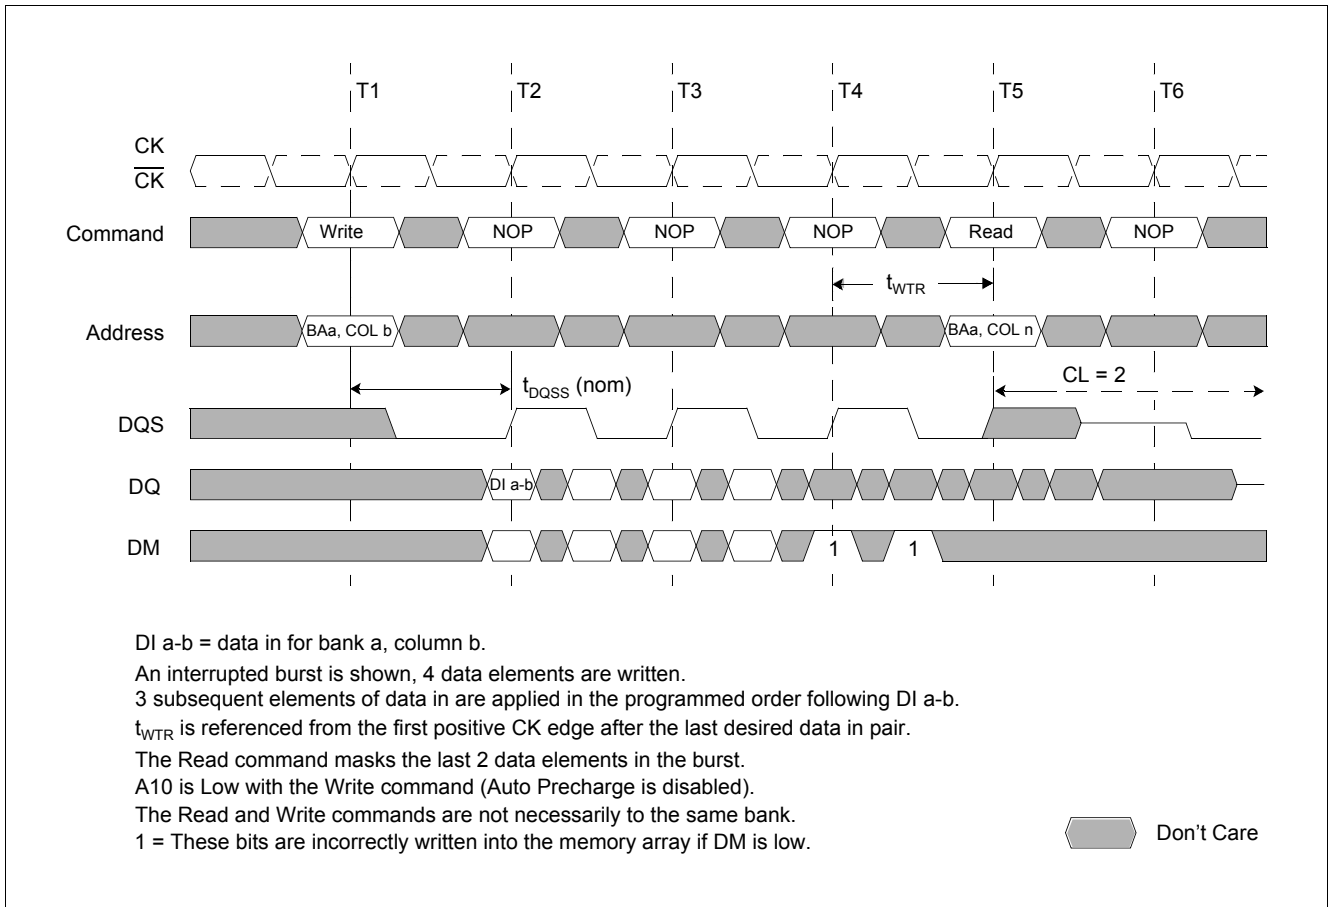 T1 T2 T3 T4 T5 T6
CK
CK
Command Write NOP NOP NOP Read NOP
tWTR
Address BAa, COL b BAa, COL n
tDQSS (nom) CL = 2
DQS
DQ DI a-b
DM 1 1
DI a-b = data in for bank a, column b.
An interrupted burst is shown, 4 data elements are written.
3 subsequent elements of data in are applied in the programmed order following DI a-b.
tWTR is referenced from the first positive CK edge after the last desired data in pair.
The Read command masks the last 2 data elements in the burst.
A10 is Low with the Write command (Auto Precharge is disabled).
The Read and Write commands are not necessarily to the same bank.
1 = These bits are incorrectly written into the memory array if DM is low.
Don't Care